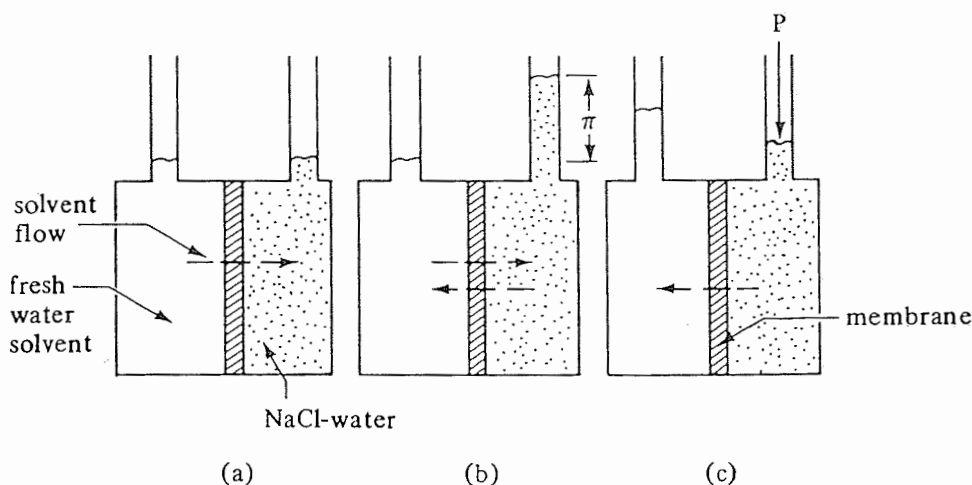 P
π
solvent
flow
fresh
water
solvent
membrane
NaCl-water
(a)
(b)
(c)